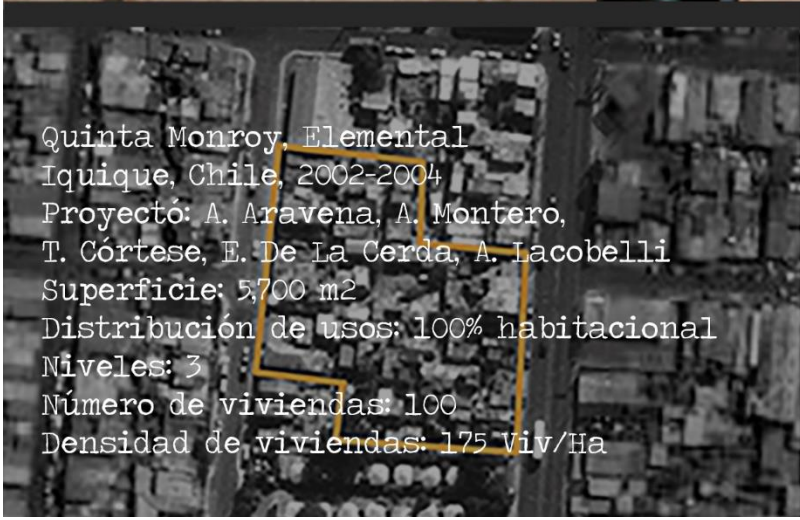 Quinta Monroy, Elemental
Iquique, Chile, 2002-2004
Proyectó: A. Aravena, A. Montero,
T. Córtese, E. De La Cerda, A. Lacobelli
Superficie: 5,700 m2
Distribución de usos: 100% habitacional
Niveles: 3
Número de viviendas: 100
Densidad de viviendas: 175 Viv/Ha